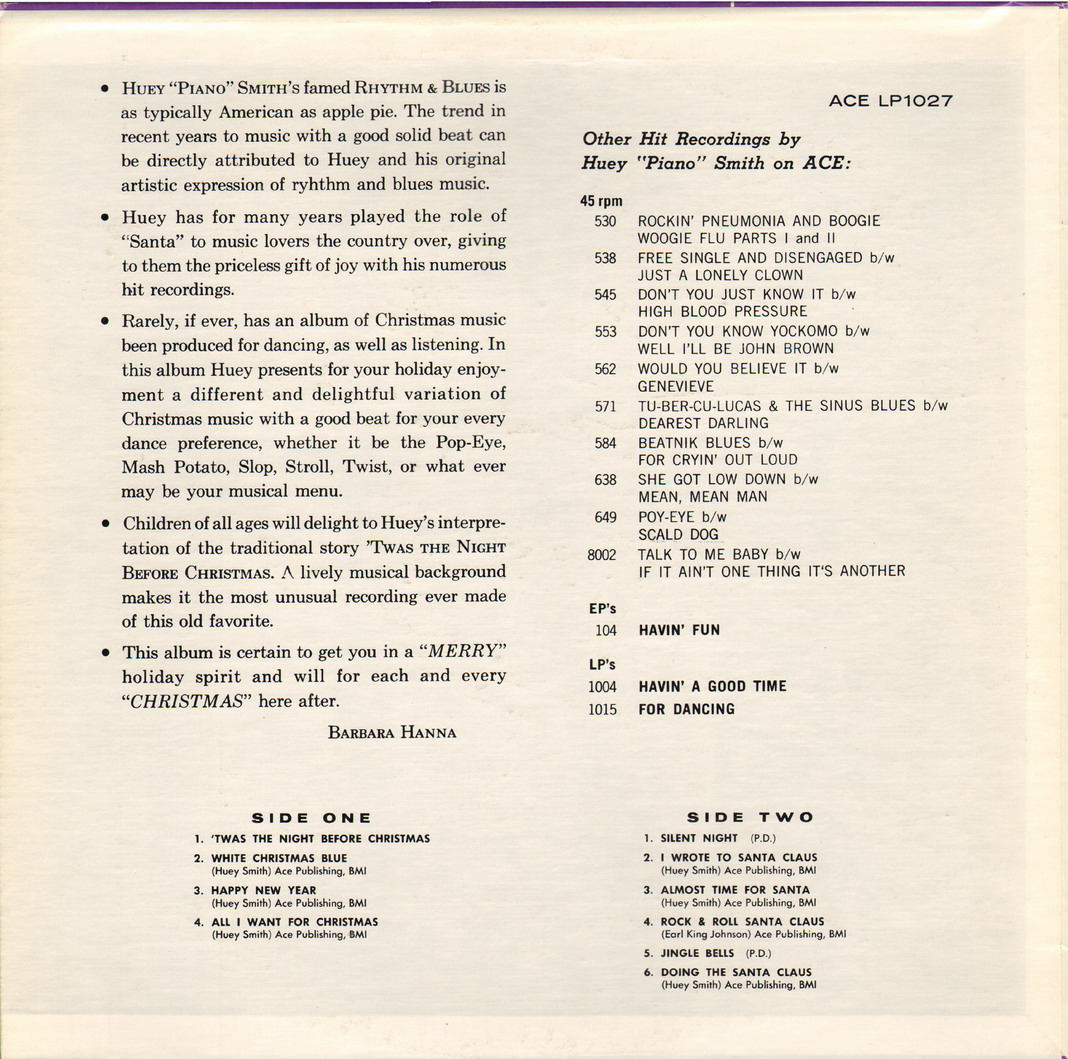 • HUEY "PIANO" SMITH's famed RHYTHM & BLUES is
as typically American as apple pie. The trend in
recent years to music with a good solid beat can
be directly attributed to Huey and his original
artistic expression of ryhthm and blues music.
• Huey has for many years played the role of
"Santa" to music lovers the country over, giving
to them the priceless gift of joy with his numerous
hit recordings.
• Rarely, if ever, has an album of Christmas music
been produced for dancing, as well as listening. In
this album Huey presents for your holiday enjoy-
ment a different and delightful variation of
Christmas music with a good beat for your every
dance preference, whether it be the Pop-Eye,
Mash Potato, Slop, Stroll, Twist, or what ever
may be your musical menu.
• Children of all ages will delight to Huey's interpre-
tation of the traditional story 'TWAS THE NIGHT
BEFORE CHRISTMAS. A lively musical background
makes it the most unusual recording ever made
of this old favorite.
• This album is certain to get you in a "MERRY"
holiday spirit and will for each and every
"CHRISTMAS" here after.
BARBARA HANNA
ACE LP1027
Other Hit Recordings by
Huey "Piano" Smith on ACE:
45 rpm
530 ROCKIN' PNEUMONIA AND BOOGIE
WOOGIE FLU PARTS I and II
538 FREE SINGLE AND DISENGAGED b/w
JUST A LONELY CLOWN
545 DON'T YOU JUST KNOW IT b/w
HIGH BLOOD PRESSURE
553 DON'T YOU KNOW YOCKOMO b/w
WELL I'LL BE JOHN BROWN
562 WOULD YOU BELIEVE IT b/w
GENEVIEVE
571 TU-BER-CU-LUCAS & THE SINUS BLUES b/w
DEAREST DARLING
584 BEATNIK BLUES b/w
FOR CRYIN' OUT LOUD
638 SHE GOT LOW DOWN b/w
MEAN, MEAN MAN
649 POY-EYE b/w
SCALD DOG
8002 TALK TO ME BABY b/w
IF IT AIN'T ONE THING IT'S ANOTHER
EP's
104 HAVIN' FUN
LP's
1004 HAVIN' A GOOD TIME
1015 FOR DANCING
SIDE ONE
1. 'TWAS THE NIGHT BEFORE CHRISTMAS
2. WHITE CHRISTMAS BLUE
(Huey Smith) Ace Publishing, BMI
3. HAPPY NEW YEAR
(Huey Smith) Ace Publishing, BMI
4. ALL I WANT FOR CHRISTMAS
(Huey Smith) Ace Publishing, BMI
SIDE TWO
1. SILENT NIGHT (P.D.)
2. I WROTE TO SANTA CLAUS
(Huey Smith) Ace Publishing, BMI
3. ALMOST TIME FOR SANTA
(Huey Smith) Ace Publishing, BMI
4. ROCK & ROLL SANTA CLAUS
(Earl King Johnson) Ace Publishing, BMI
5. JINGLE BELLS (P.D.)
6. DOING THE SANTA CLAUS
(Huey Smith) Ace Publishing, BMI